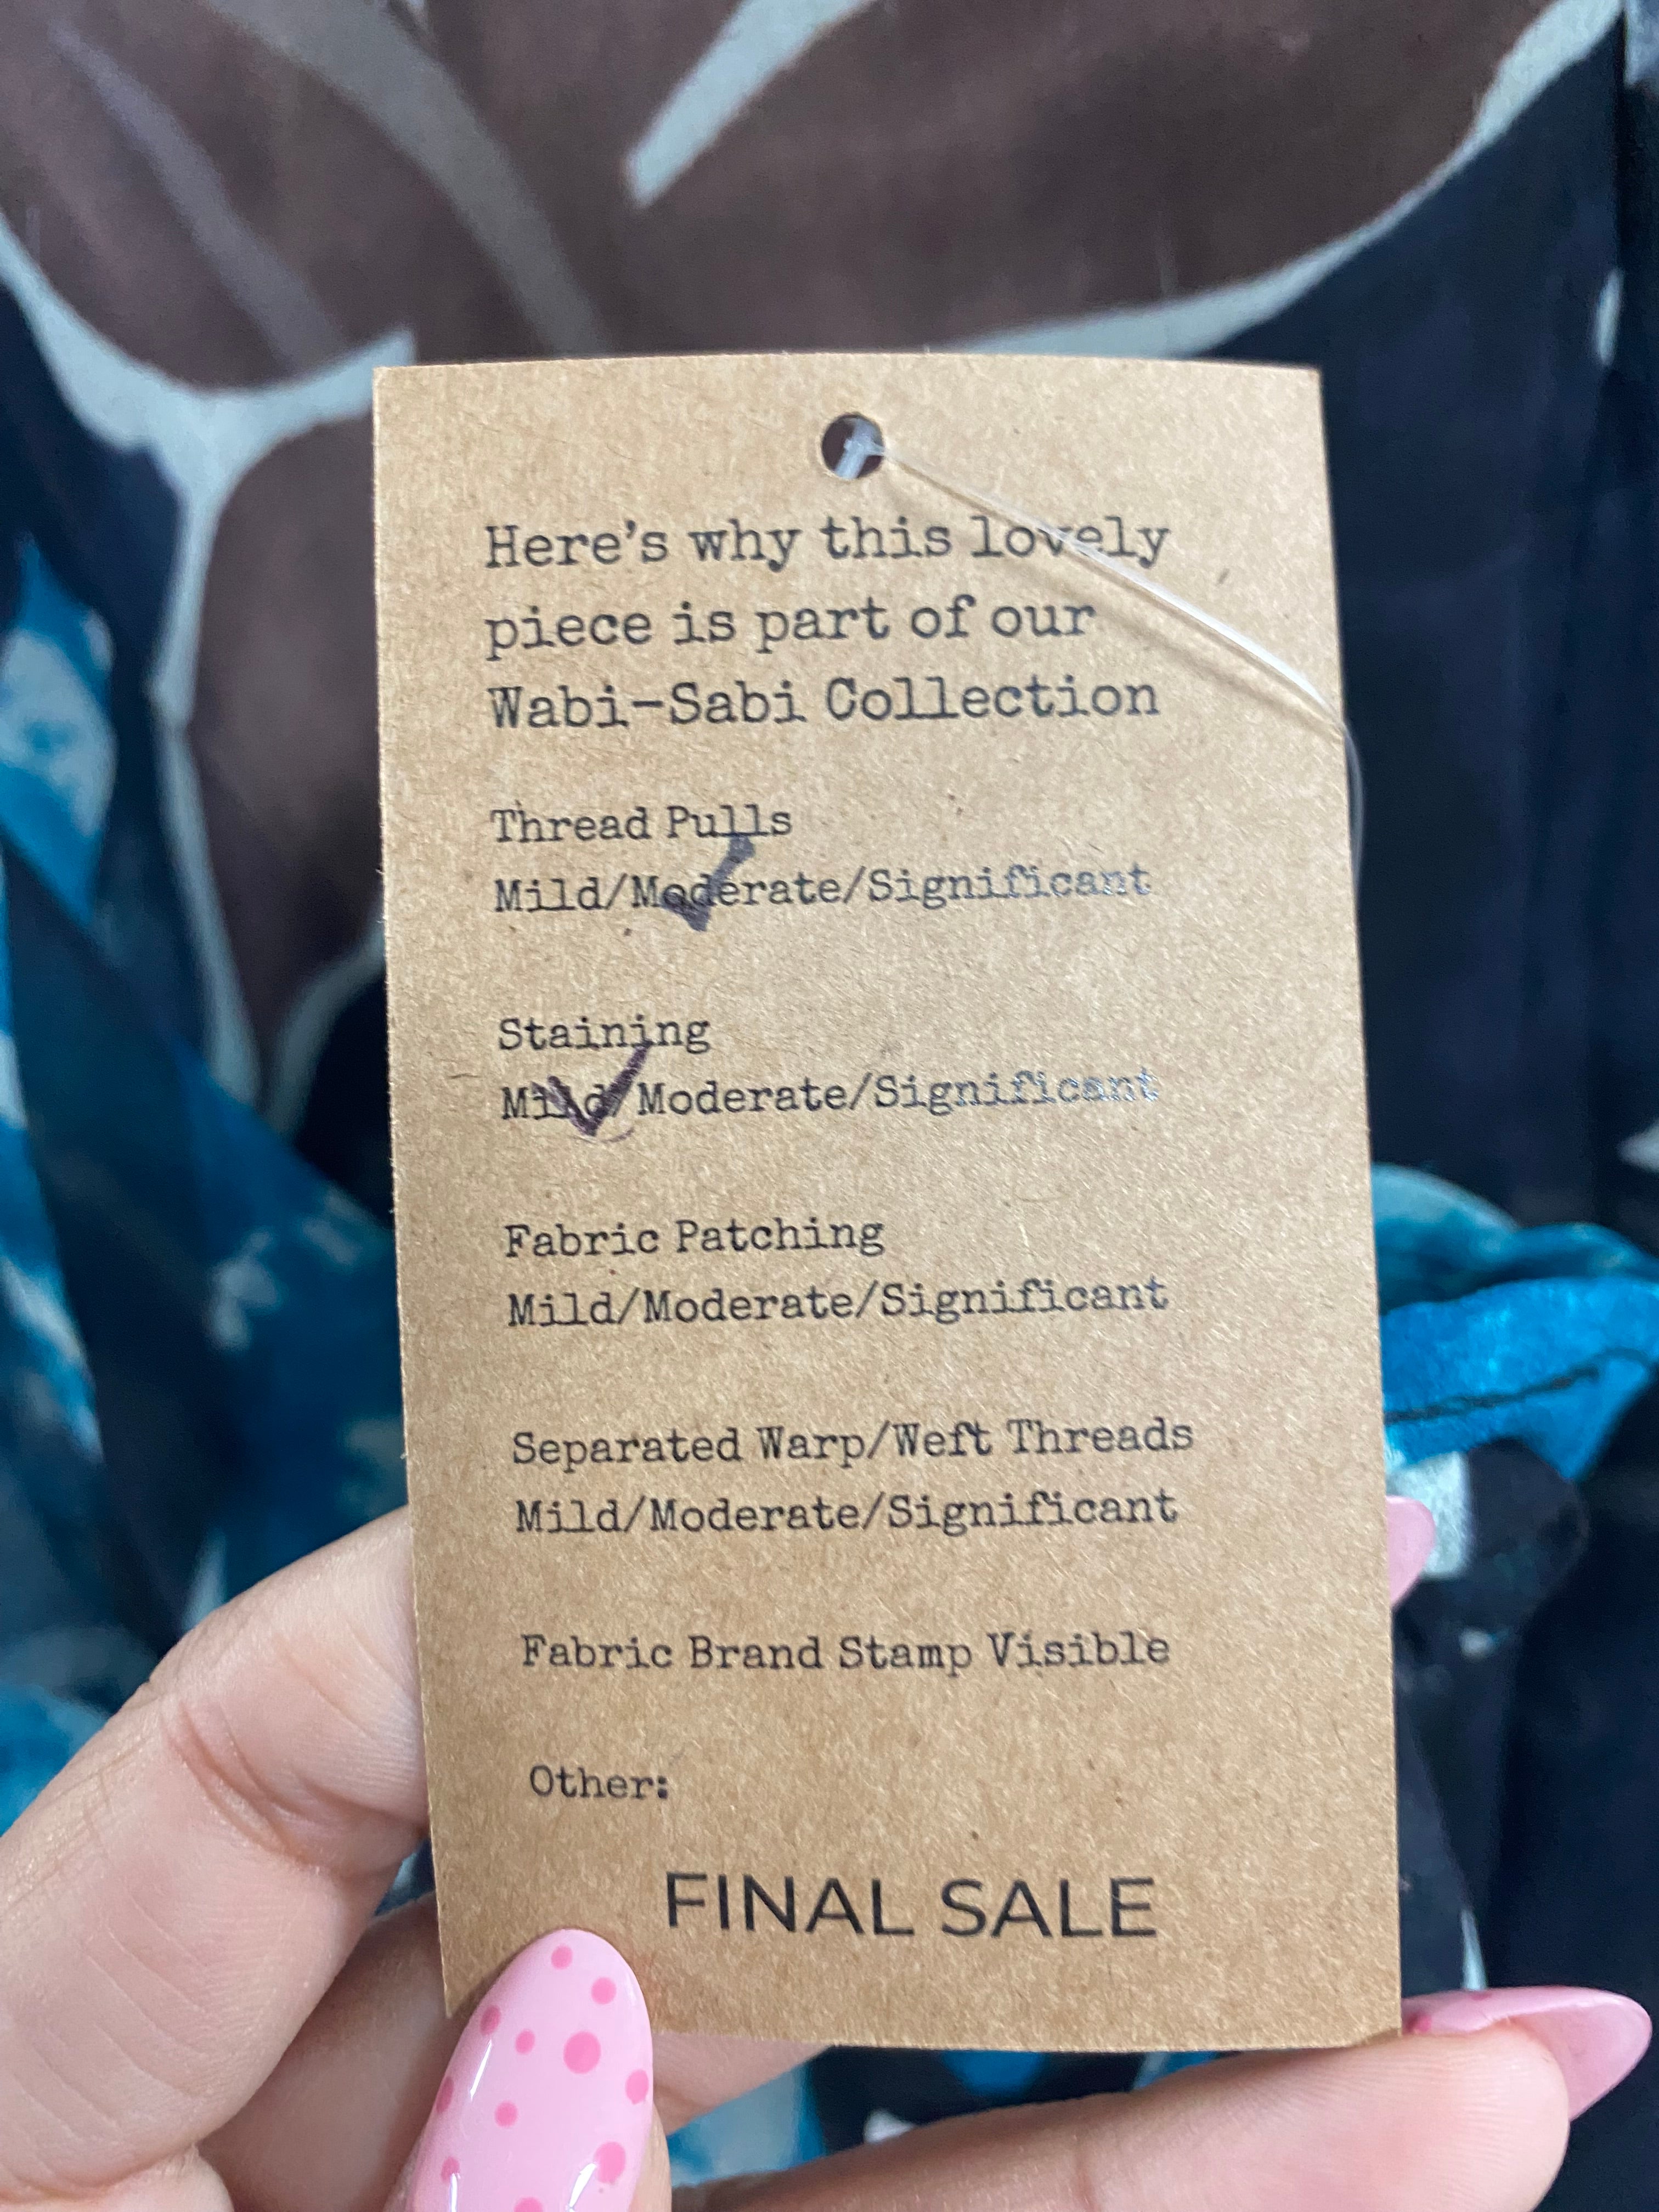 Here's why this lovely
piece is part of our
Wabi-Sabi Collection
Thread Pulls
Mild/Moderate/Significant
Staining
Mild/Moderate/Significant
Fabric Patching
Mild/Moderate/Significant
Separated Warp/Weft Threads
Mild/Moderate/Significant
Fabric Brand Stamp Visible
Other:
FINAL SALE